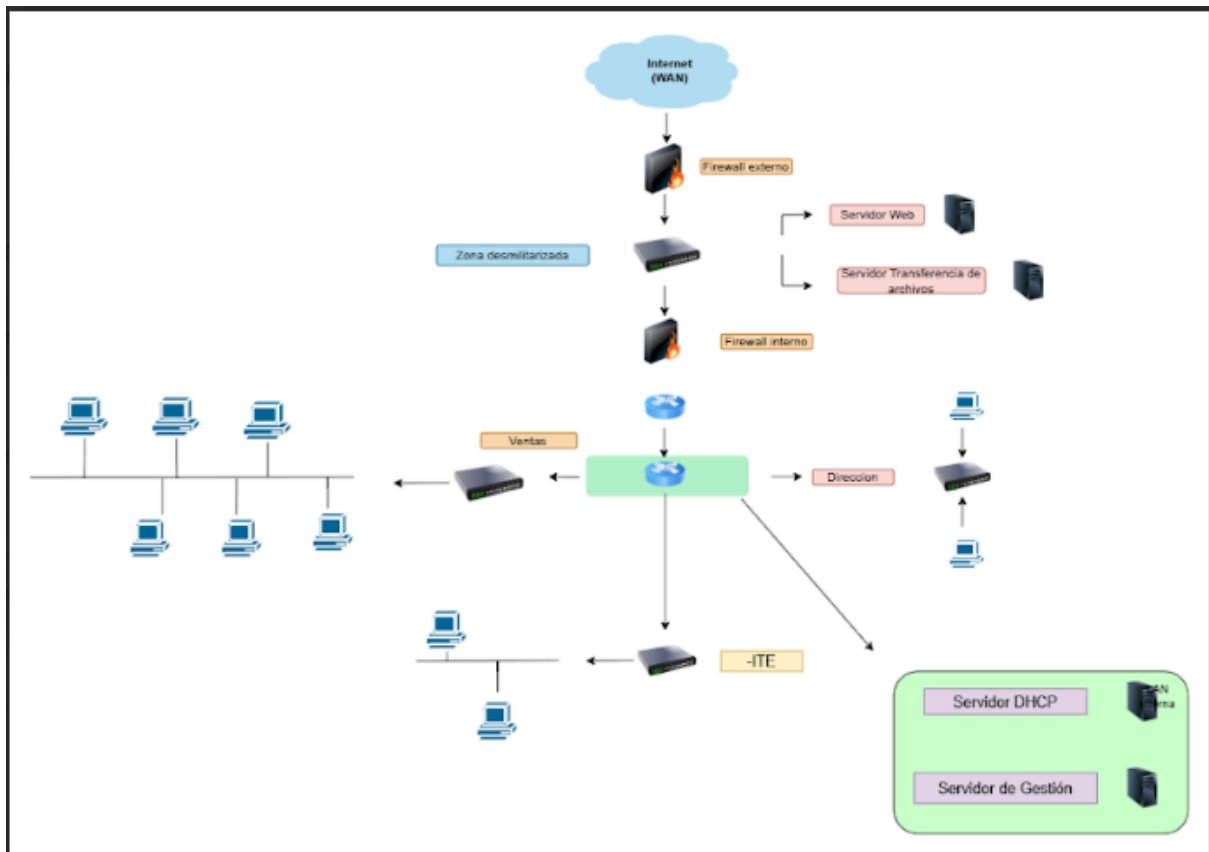 Internet
(WAN)
Firewall externo
Servidor Web
Zona desmilitarizada
Servidor Transferencia de
archivos
Firewall interno
Ventas
Direccion
-ITE
Servidor DHCP
Servidor de Gestión